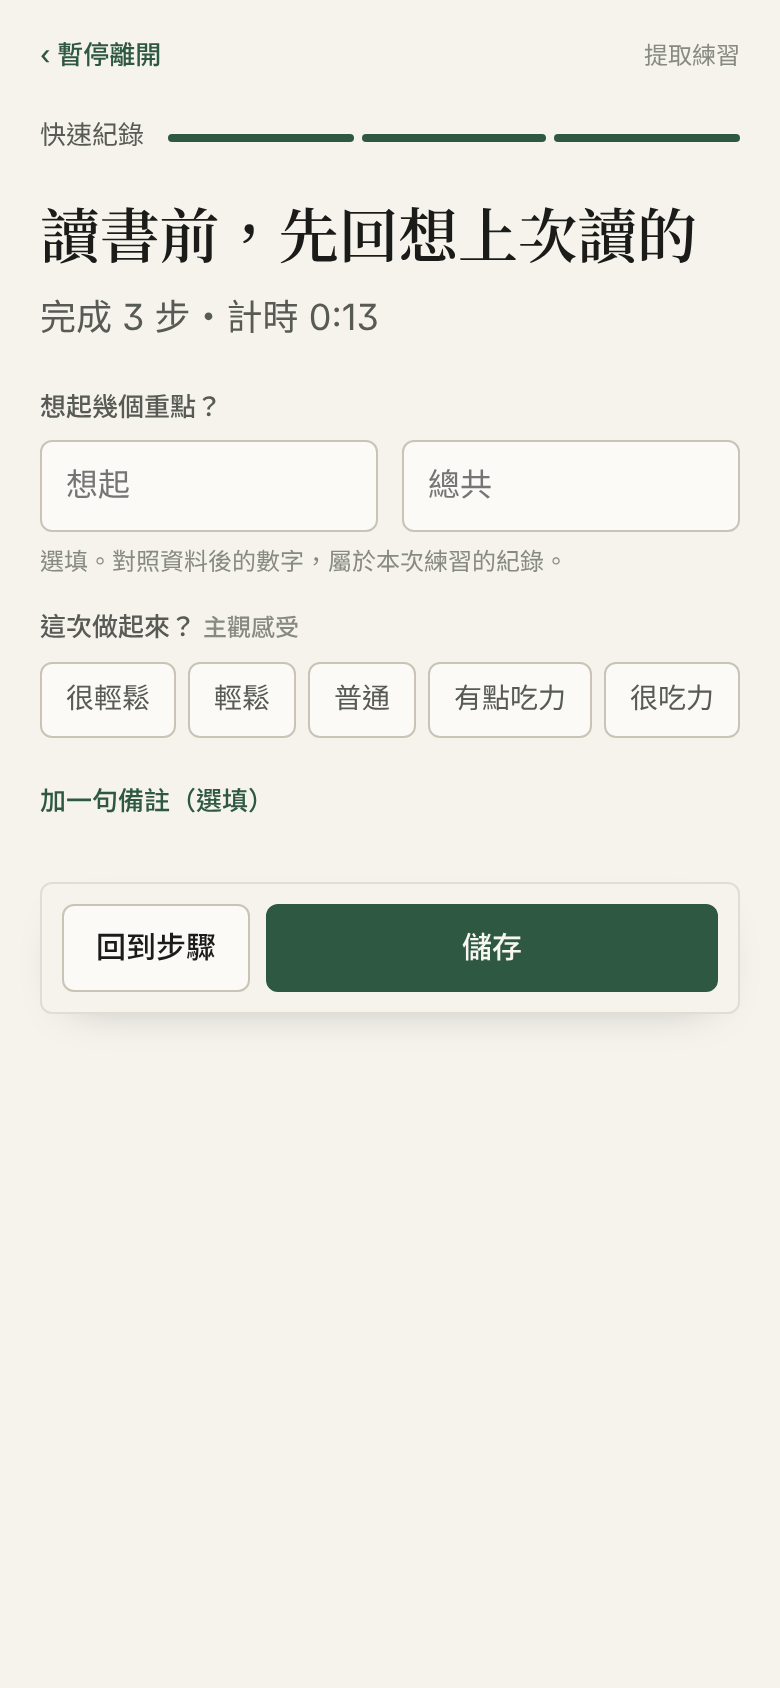 ‹ 暫停離開
提取練習
快速紀錄
讀書前，先回想上次讀的
完成 3 步・計時 0:13
想起幾個重點？
想起
總共
選填。對照資料後的數字，屬於本次練習的紀錄。
這次做起來？ 主觀感受
很輕鬆 輕鬆 普通 有點吃力 很吃力
加一句備註（選填）
回到步驟 儲存